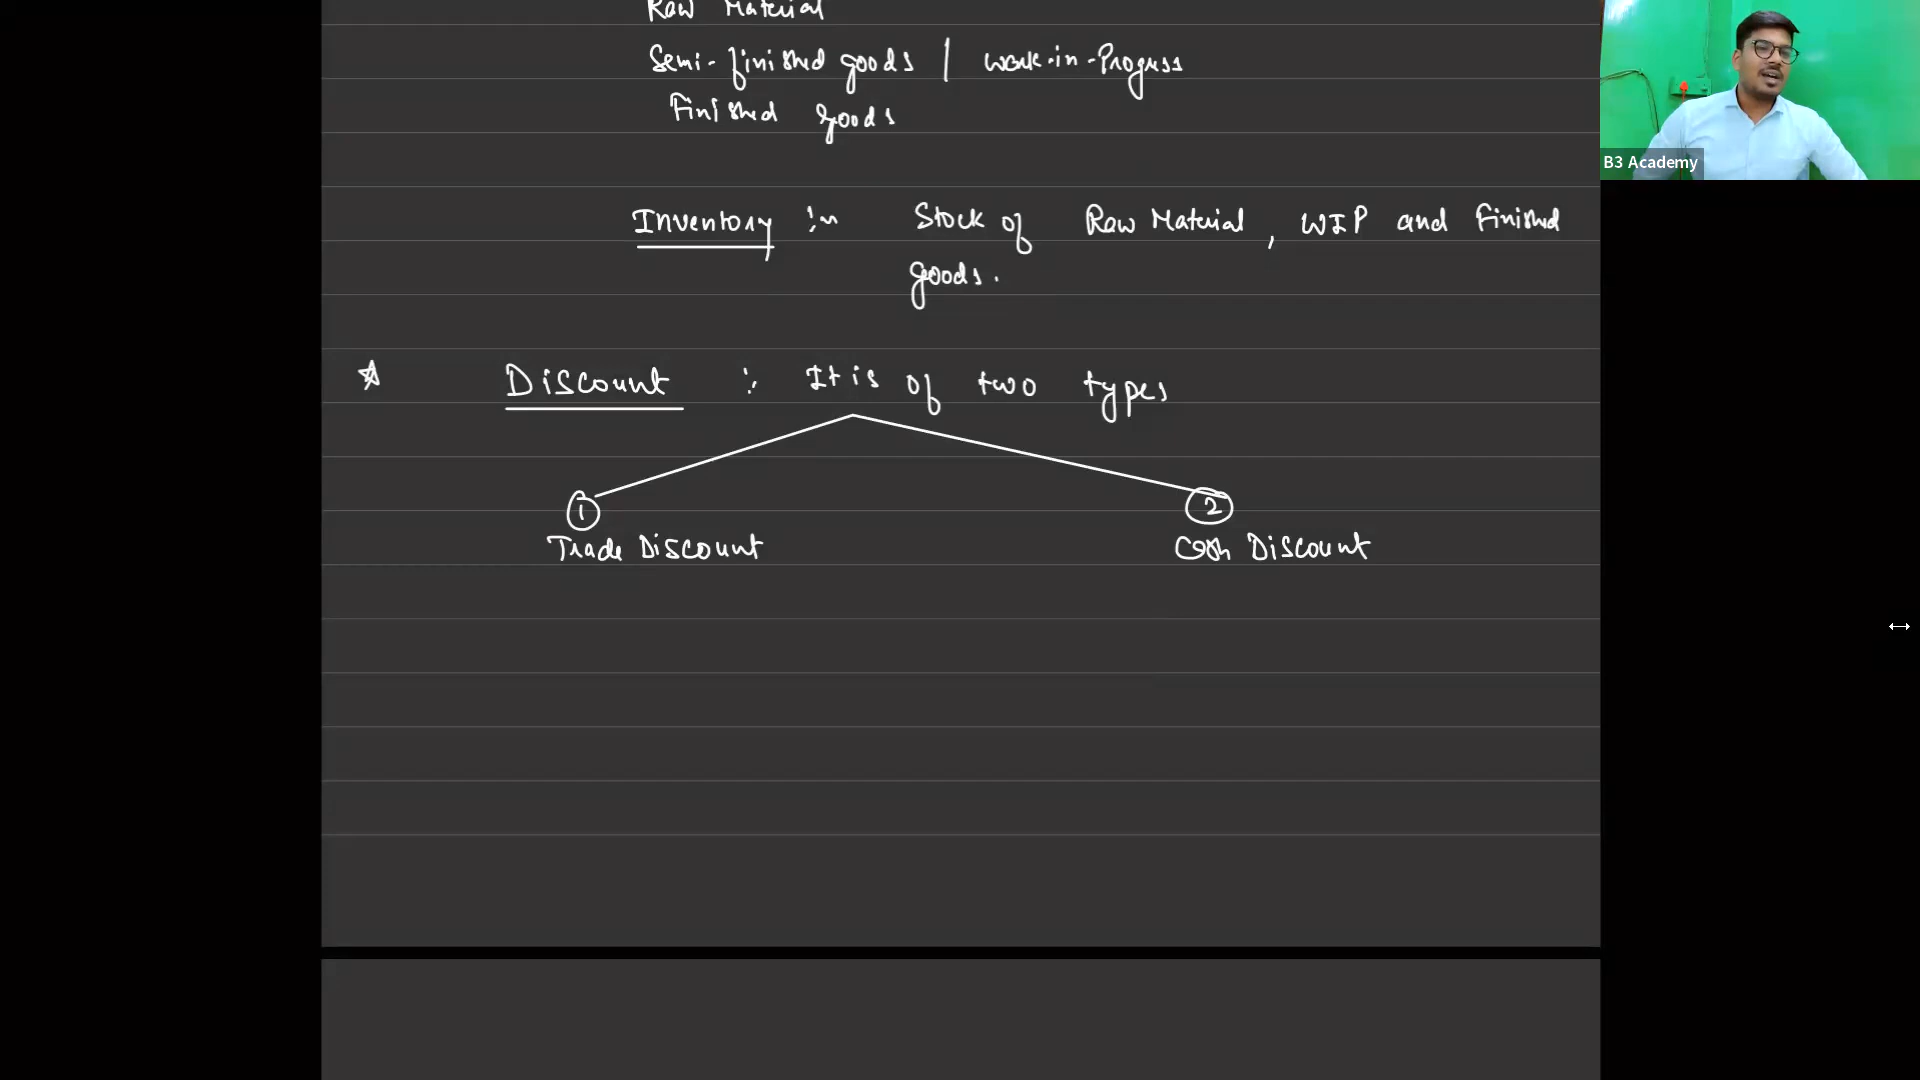 Raw Material
Semi-finished goods | Work-in-Progress
Finished goods
Inventory :- Stock of Raw Material, WIP and Finished
goods.
Discount : It is of two types
1 2
Trade Discount Cash Discount
B3 Academy